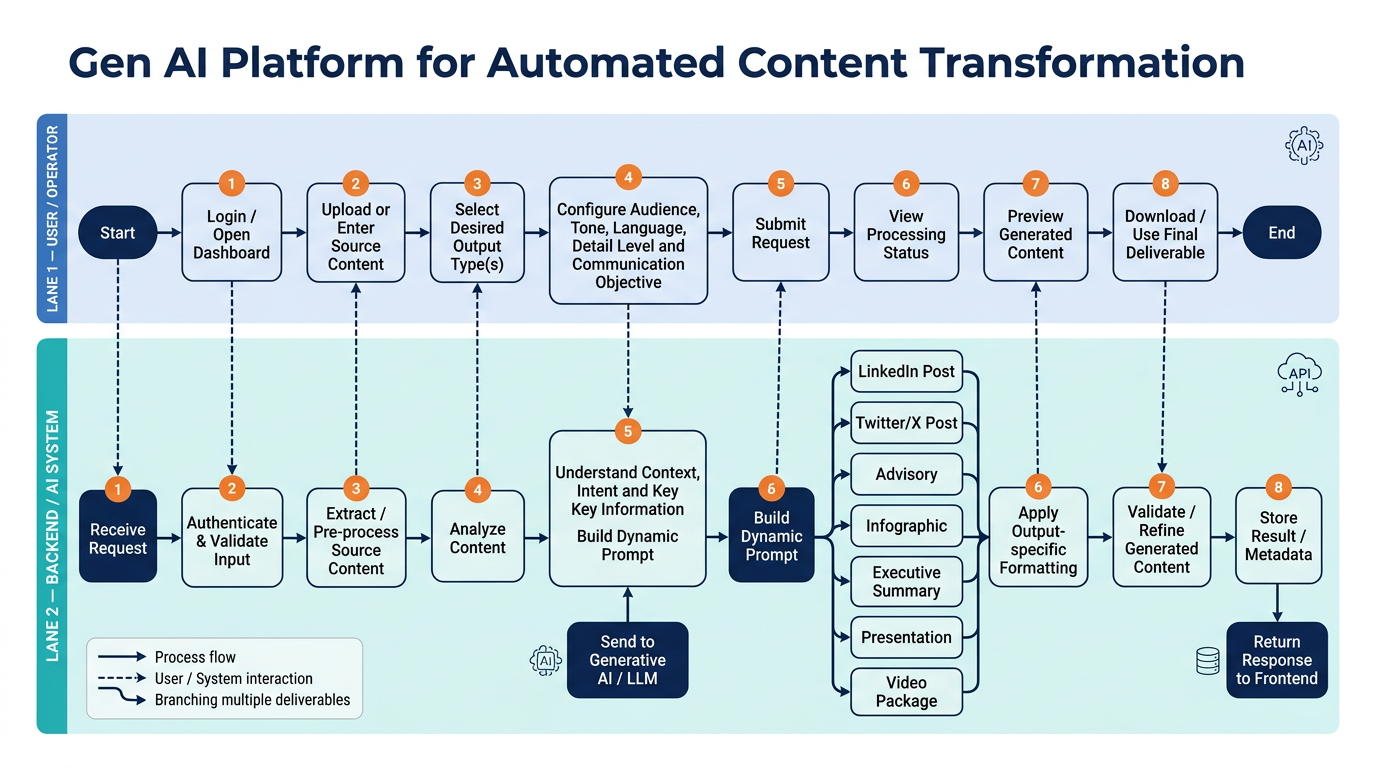 Gen AI Platform for Automated Content Transformation
LANE 1 — USER / OPERATOR
AI
Start
1
Login /
Open
Dashboard
2
Upload or
Enter
Source
Content
3
Select
Desired
Output
Type(s)
4
Configure Audience,
Tone, Language,
Detail Level and
Communication
Objective
5
Submit
Request
6
View
Processing
Status
7
Preview
Generated
Content
8
Download /
Use Final
Deliverable
End
LANE 2 — BACKEND / AI SYSTEM
API
1
Receive
Request
2
Authenticate
& Validate
Input
3
Extract /
Pre-process
Source
Content
4
Analyze
Content
5
Understand Context,
Intent and Key
Key Information
Build Dynamic
Prompt
AI
Send to
Generative
AI / LLM
6
Build
Dynamic
Prompt
LinkedIn Post
Twitter/X Post
Advisory
Infographic
Executive
Summary
Presentation
Video
Package
6
Apply
Output-
specific
Formatting
7
Validate /
Refine
Generated
Content
8
Store
Result /
Metadata
Return
Response
to Frontend
Process flow
User / System interaction
Branching multiple deliverables